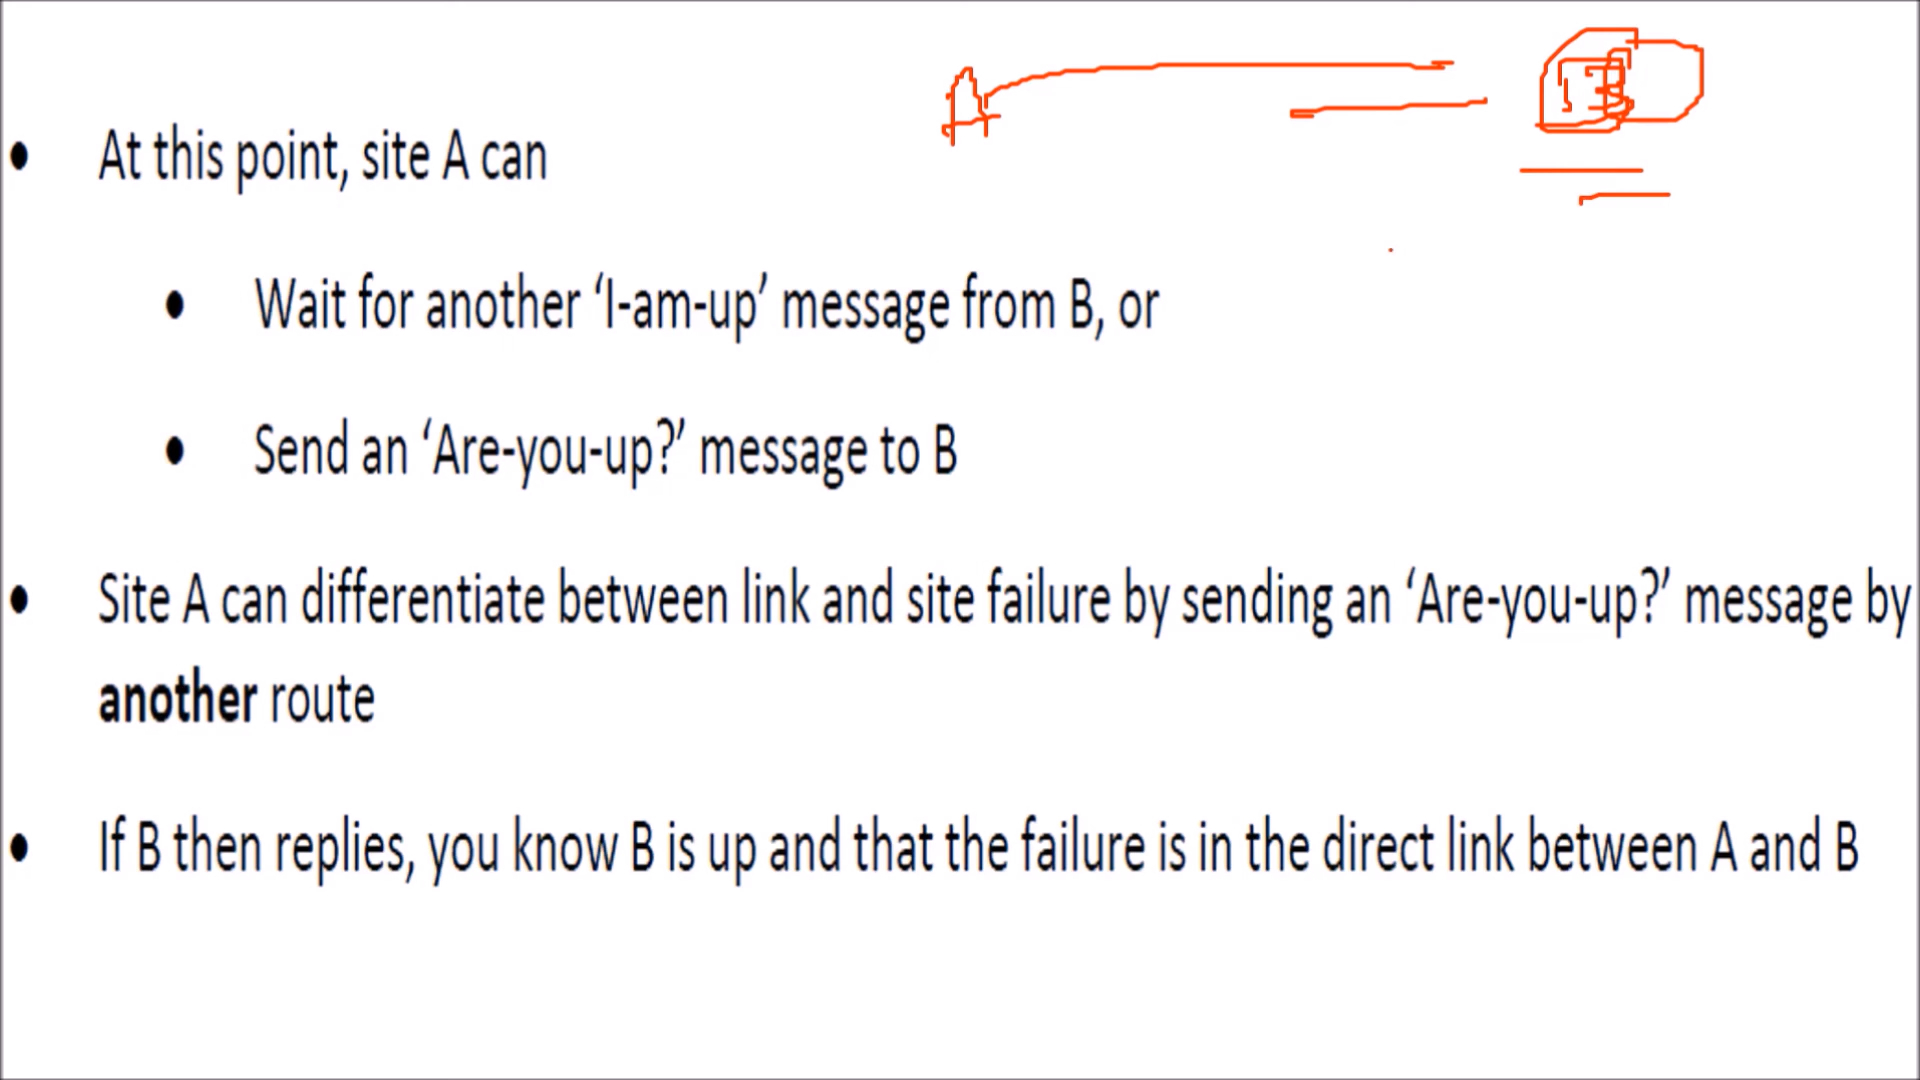 A B
At this point, site A can
Wait for another ‘I-am-up’ message from B, or
Send an ‘Are-you-up?’ message to B
Site A can differentiate between link and site failure by sending an ‘Are-you-up?’ message by
another route
If B then replies, you know B is up and that the failure is in the direct link between A and B